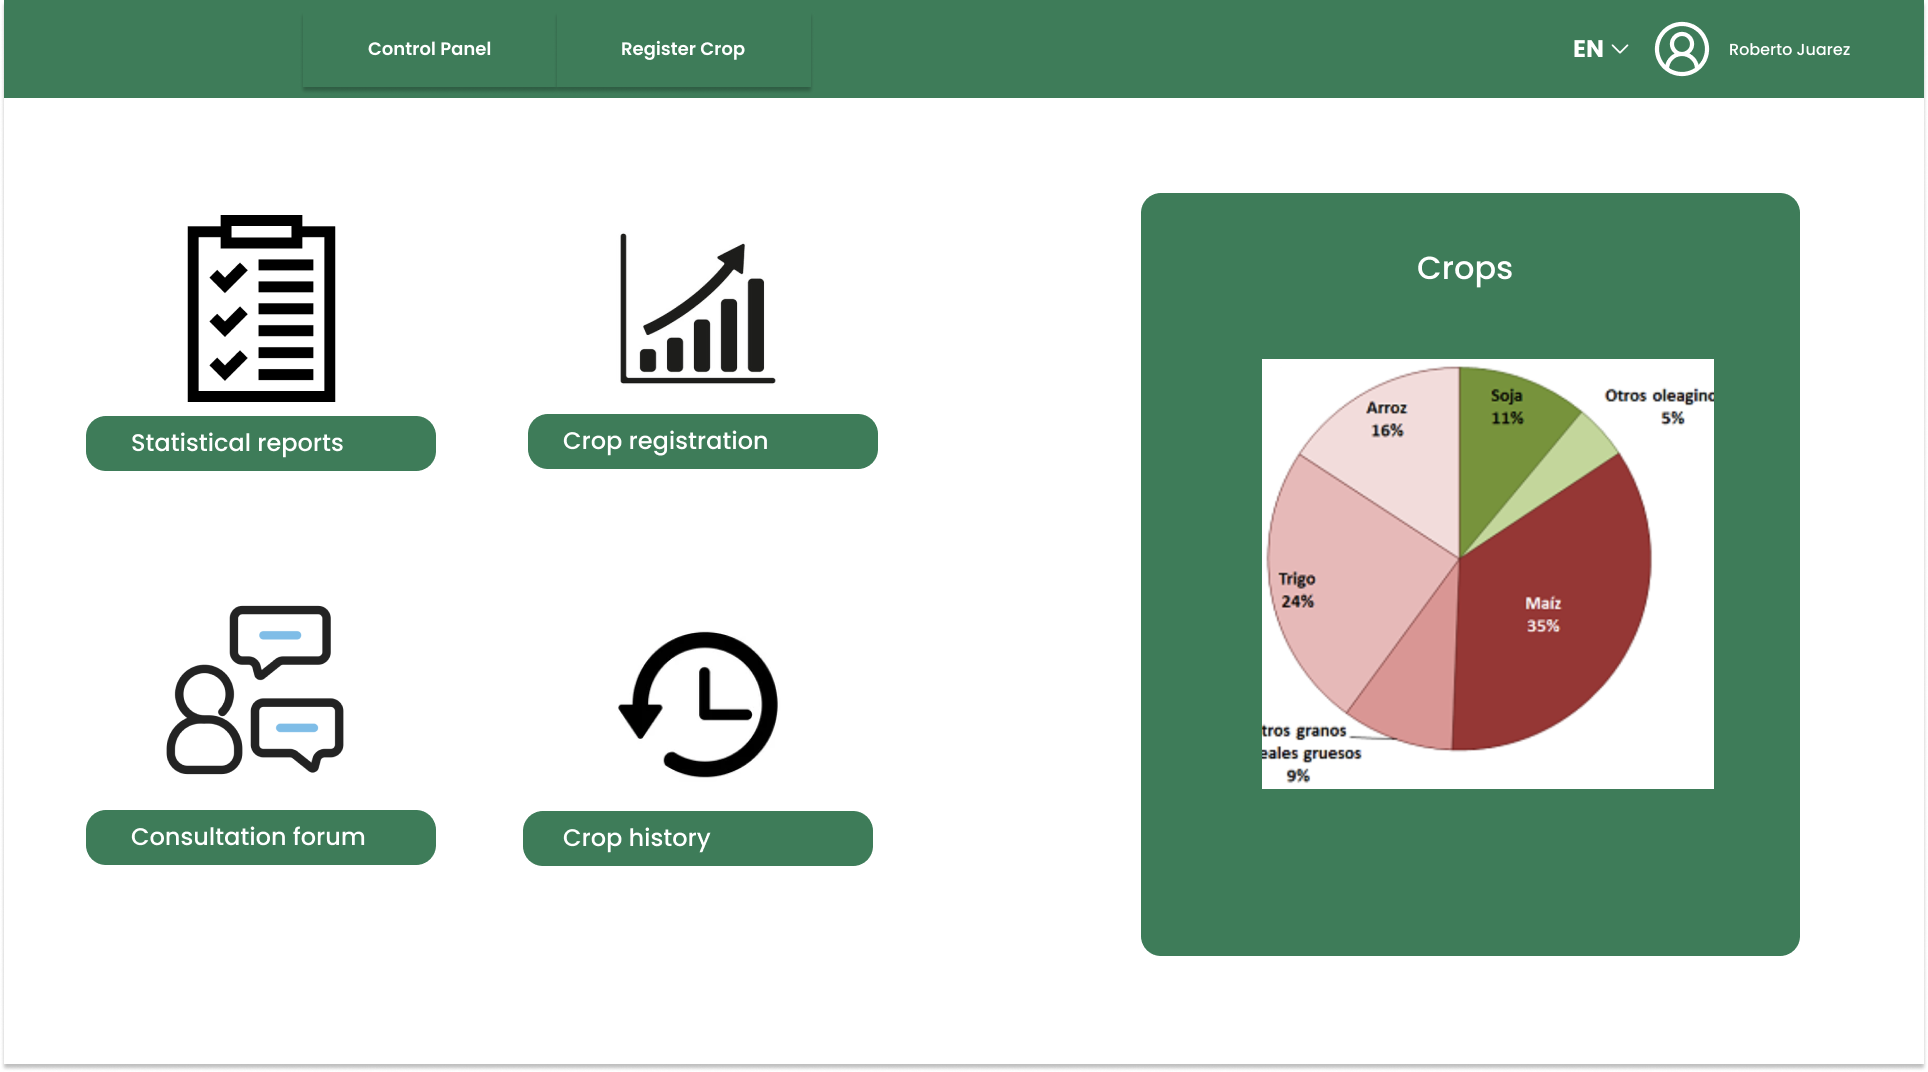 Control Panel
Register Crop
EN
Roberto Juarez
Statistical reports
Crop registration
Consultation forum
Crop history
Crops
Soja
11%
Otros oleaginc
5%
Arroz
16%
Trigo
24%
Maíz
35%
tros granos
eales gruesos
9%